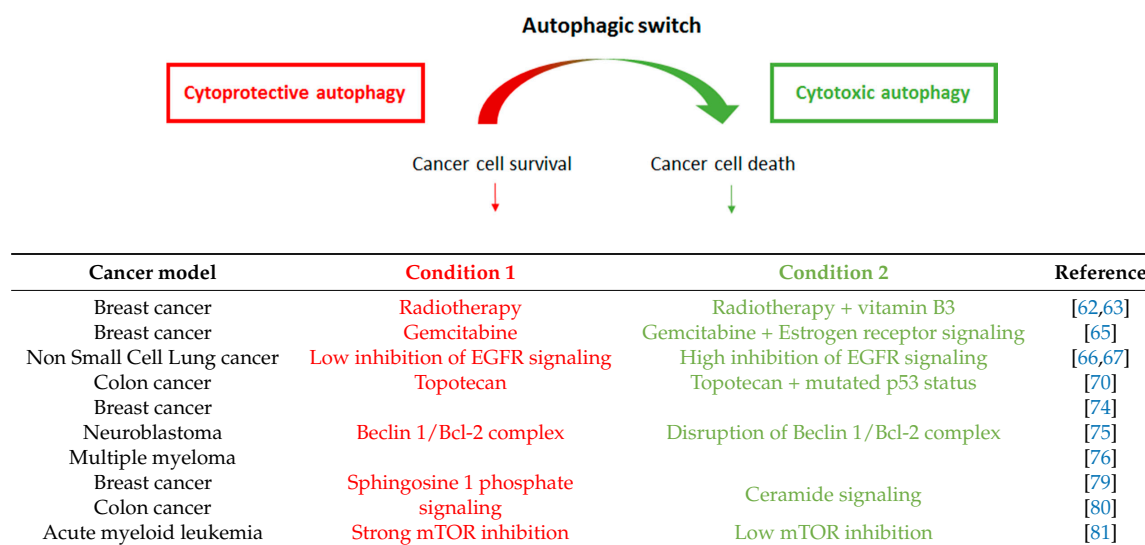 Autophagic switch
Cytoprotective autophagy
Cytotoxic autophagy
Cancer cell survival
Cancer cell death
Cancer model Condition 1 Condition 2 Reference
Breast cancer Radiotherapy Radiotherapy + vitamin B3 [62,63]
Breast cancer Gemcitabine Gemcitabine + Estrogen receptor signaling [65]
Non Small Cell Lung cancer Low inhibition of EGFR signaling High inhibition of EGFR signaling [66,67]
Colon cancer Topotecan Topotecan + mutated p53 status [70]
Breast cancer [74]
Neuroblastoma Beclin 1/Bcl-2 complex Disruption of Beclin 1/Bcl-2 complex [75]
Multiple myeloma [76]
Breast cancer Sphingosine 1 phosphate [79]
Ceramide signaling
Colon cancer signaling [80]
Acute myeloid leukemia Strong mTOR inhibition Low mTOR inhibition [81]